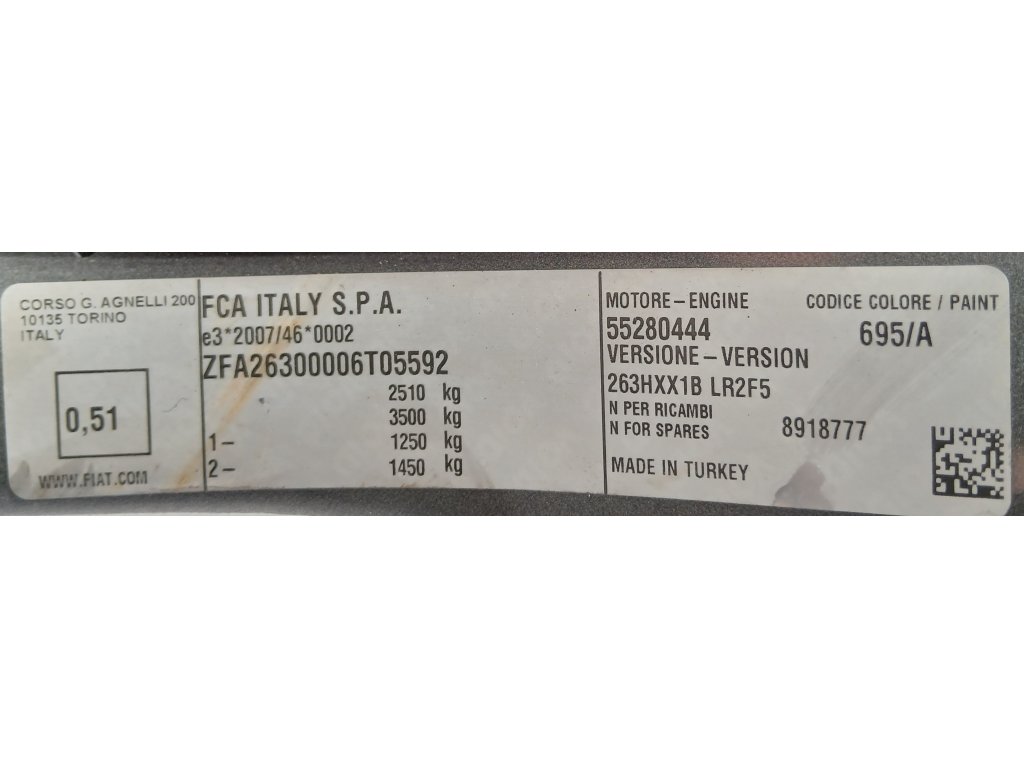 CORSO G. AGNELLI 200
10135 TORINO
ITALY
0,51
WWW.FIAT.COM
FCA ITALY S.P.A.
e3*2007/46*0002
ZFA26300006T05592
2510 kg
3500 kg
1– 1250 kg
2– 1450 kg
MOTORE–ENGINE
55280444
VERSIONE–VERSION
263HXX1B LR2F5
N PER RICAMBI
N FOR SPARES 8918777
MADE IN TURKEY
CODICE COLORE / PAINT
695/A